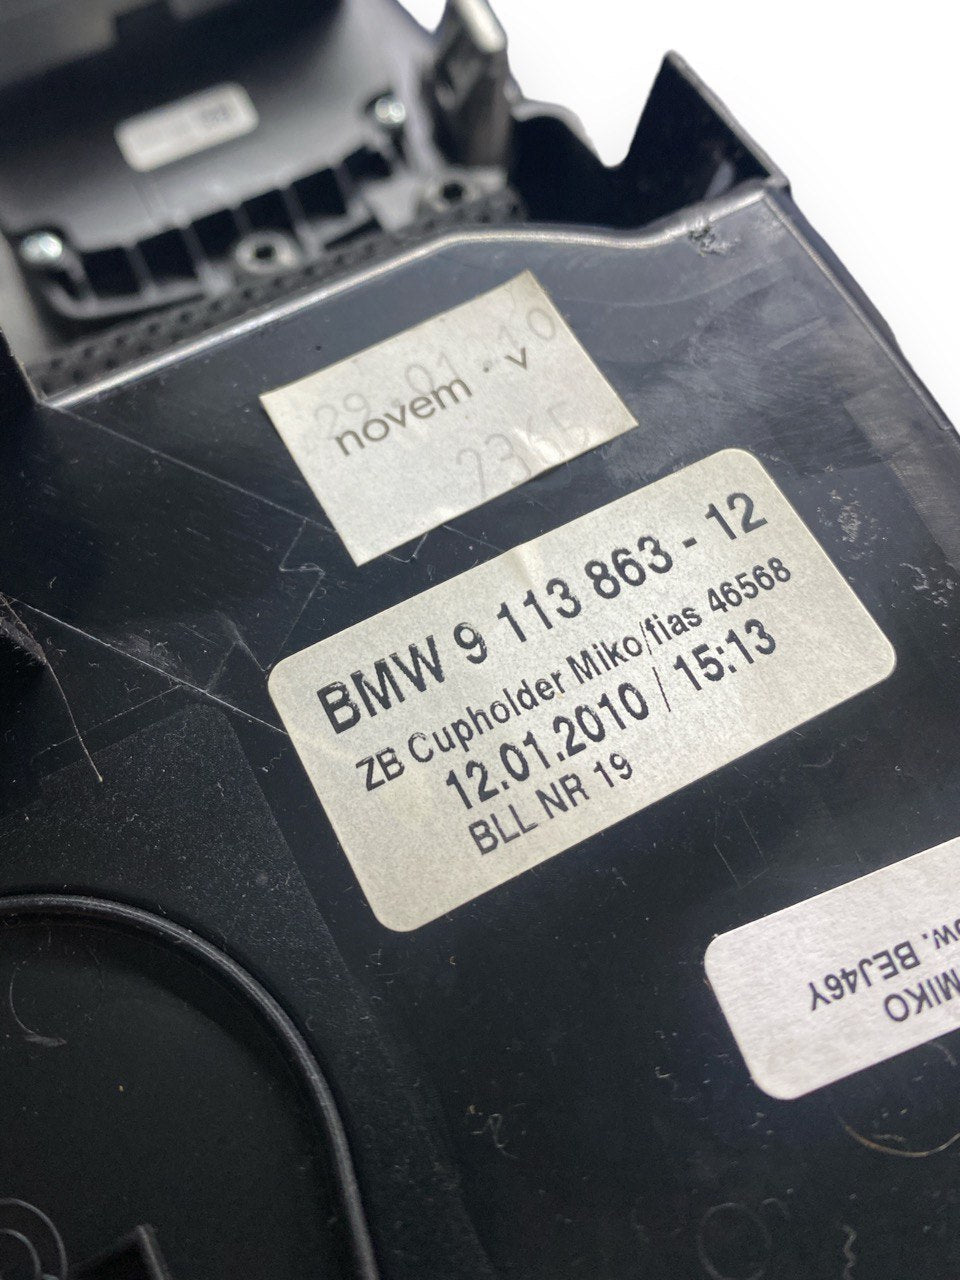 29.01.10
novem - v
BMW 9 113 863 - 12
ZB Cupholder Miko/fias 46568
12.01.2010 / 15:13
BLL NR 19
MIKO
ow. BEJ46Y